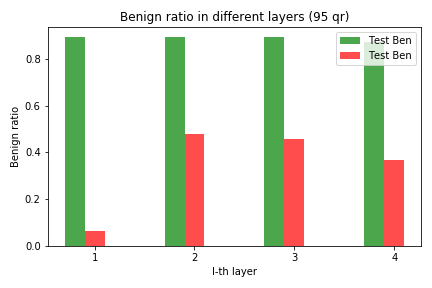 Benign ratio in different layers (95 qr)
Test Ben
Test Ben
Benign ratio
0.8
0.6
0.4
0.2
0.0
1 2 3 4
l-th layer